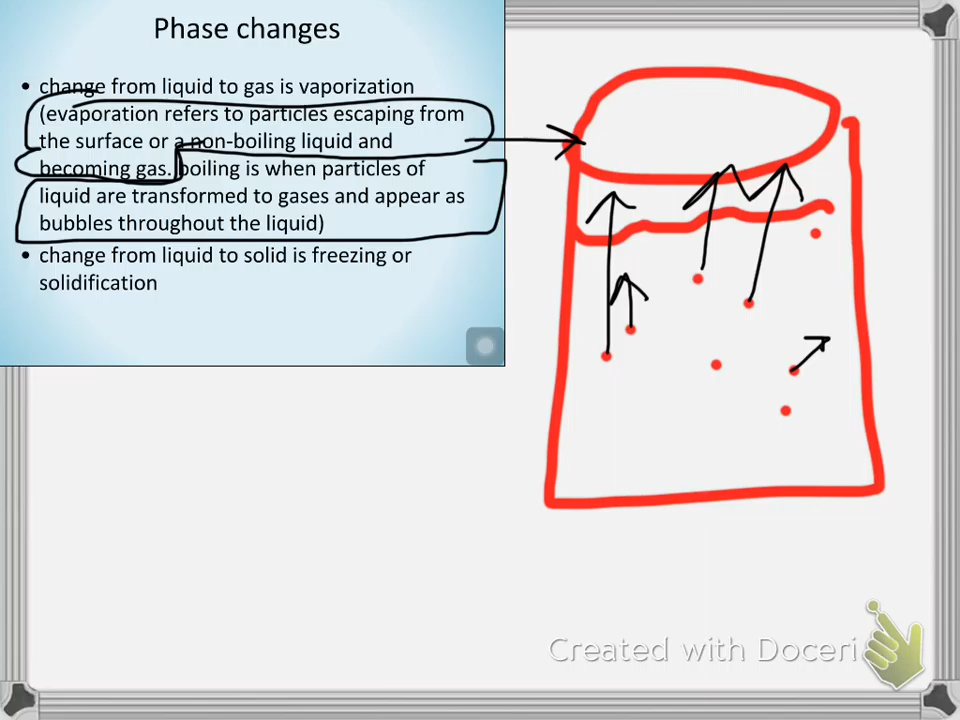 Phase changes
• change from liquid to gas is vaporization
(evaporation refers to particles escaping from
the surface or a non-boiling liquid and
becoming gas. boiling is when particles of
liquid are transformed to gases and appear as
bubbles throughout the liquid)
• change from liquid to solid is freezing or
solidification
Created with Doceri